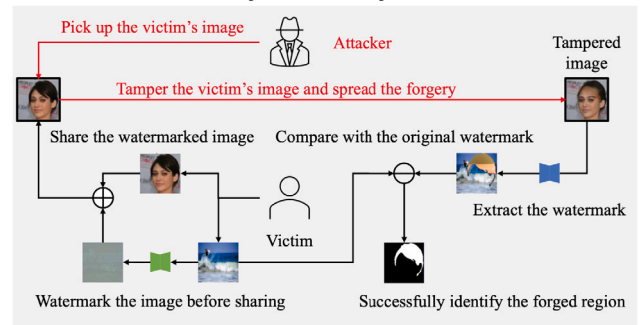 Pick up the victim's image
Attacker
Tampered
image
Tamper the victim's image and spread the forgery
Share the watermarked image
Compare with the original watermark
Extract the watermark
Victim
Watermark the image before sharing
Successfully identify the forged region